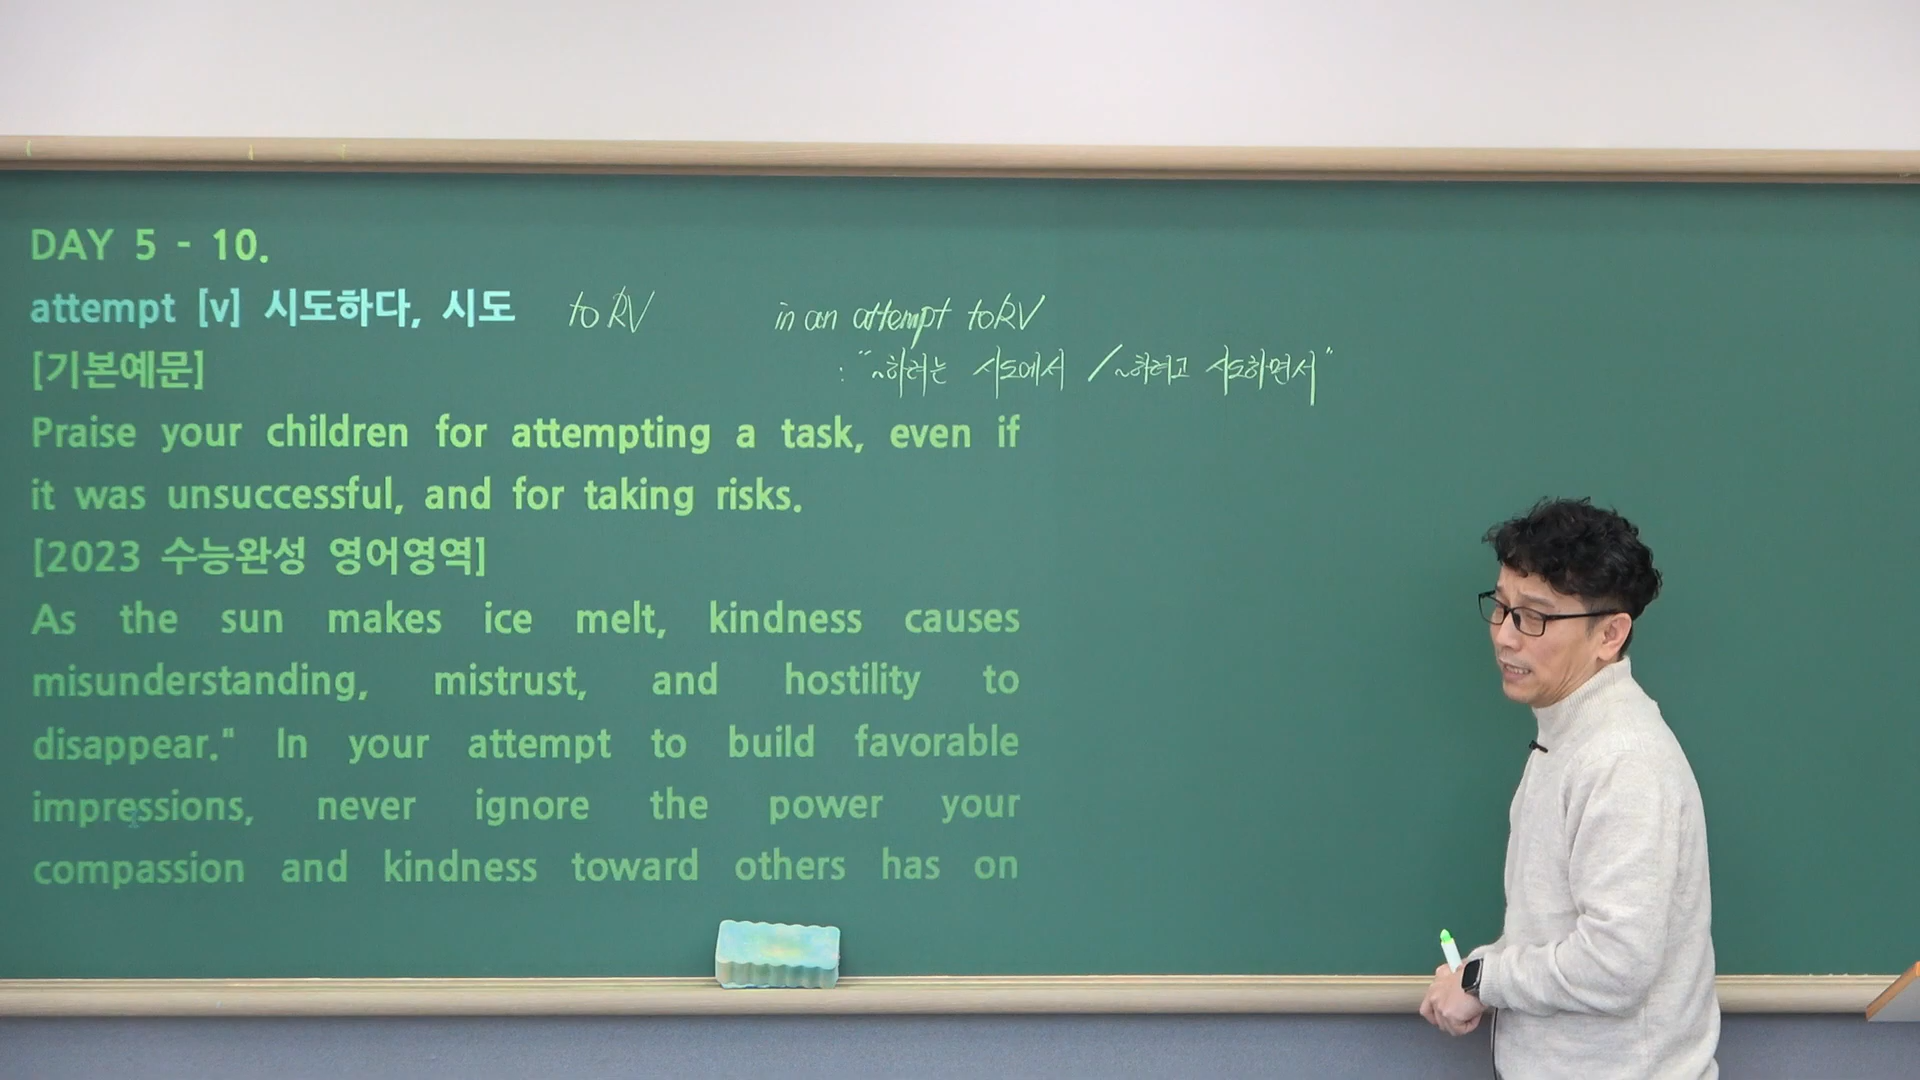 DAY 5 - 10.
attempt [v] 시도하다, 시도 to RV in an attempt to RV
: "~하려는 시도에서 / ~하려고 시도하면서"
[기본예문]
Praise your children for attempting a task, even if
it was unsuccessful, and for taking risks.
[2023 수능완성 영어영역]
As the sun makes ice melt, kindness causes
misunderstanding, mistrust, and hostility to
disappear." In your attempt to build favorable
impressions, never ignore the power your
compassion and kindness toward others has on